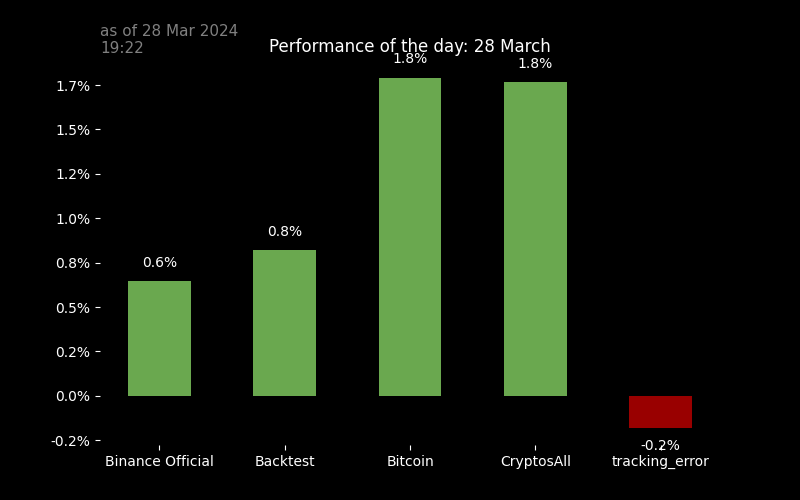 as of 28 Mar 2024
19:22
Performance of the day: 28 March
1.8%
1.8%
1.7%
1.5%
1.2%
1.0%
0.8%
0.8%
0.6%
0.5%
0.2%
0.0%
-0.2%
-0.2%
Binance Official
Backtest
Bitcoin
CryptosAll
tracking_error